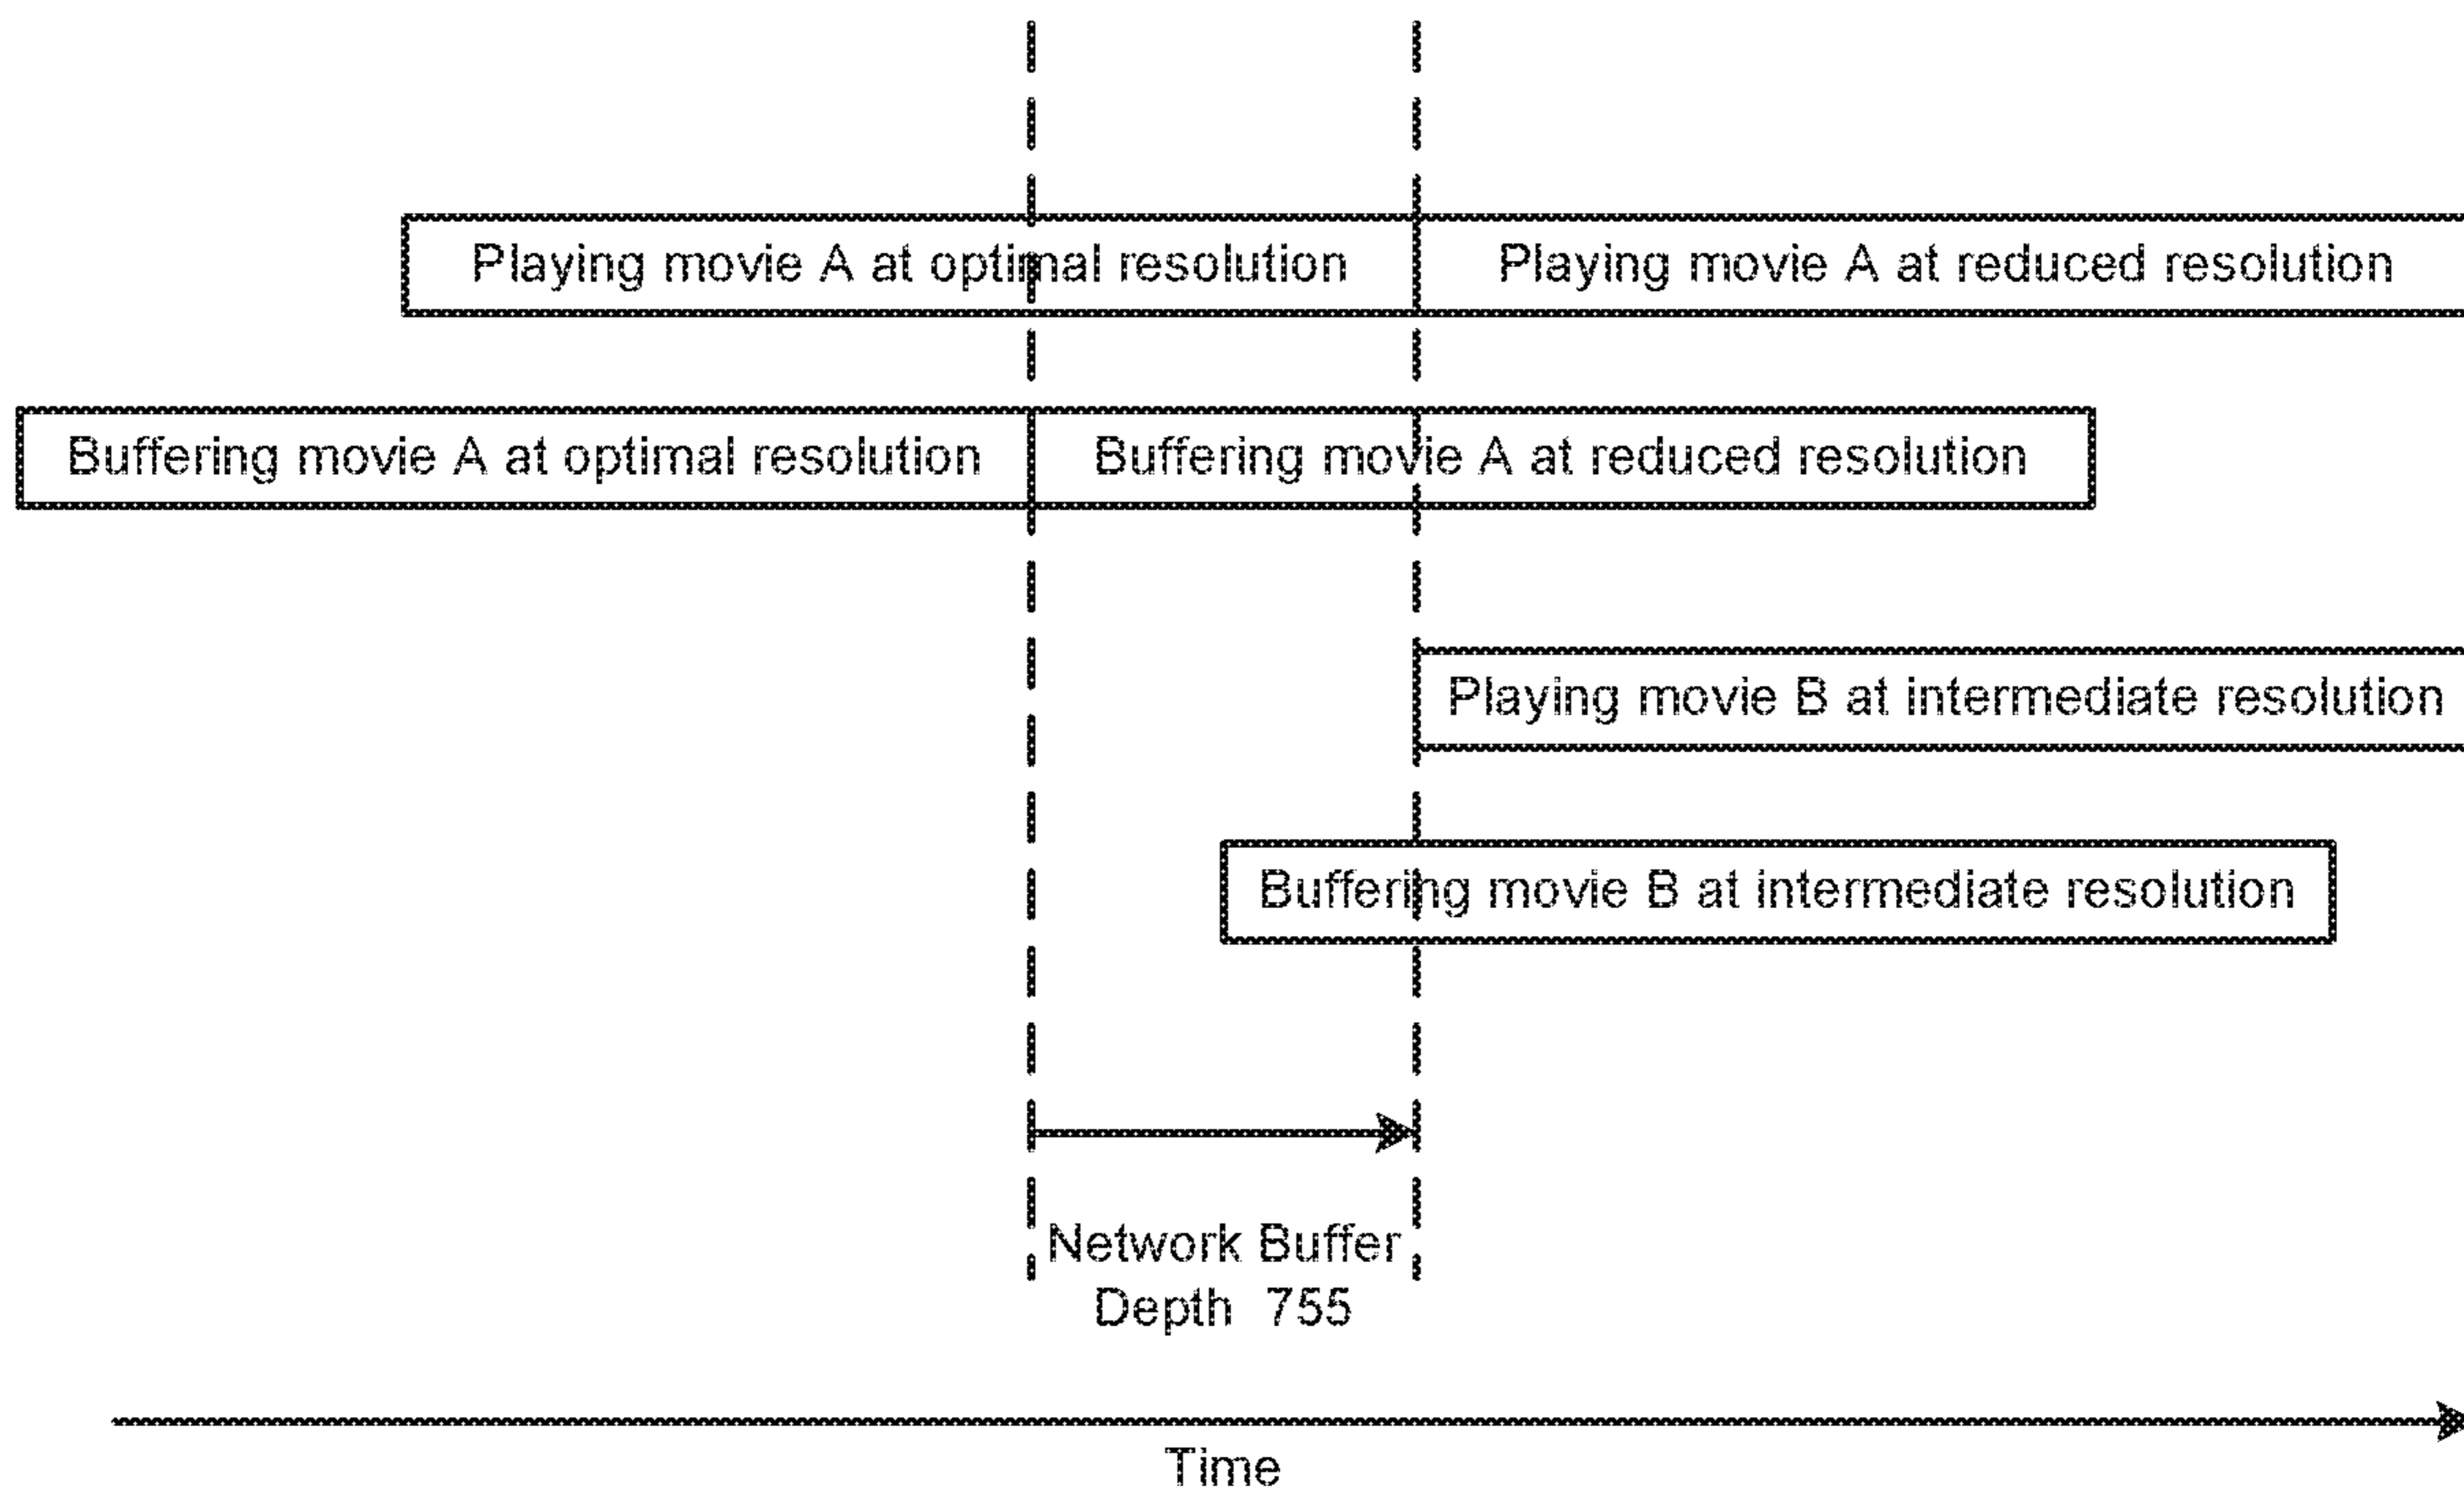 Playing movie A at optimal resolution
Playing movie A at reduced resolution
Buffering movie A at optimal resolution
Buffering movie A at reduced resolution
Playing movie B at intermediate resolution
Buffering movie B at intermediate resolution
Network Buffer
Depth 755
Time